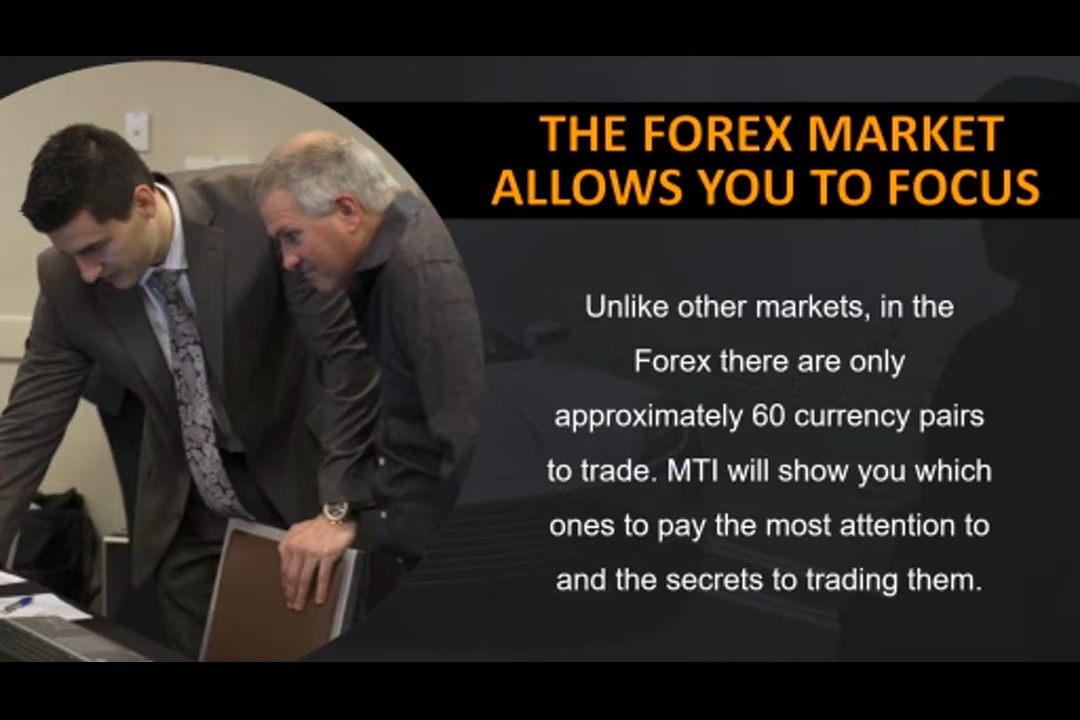 THE FOREX MARKET
ALLOWS YOU TO FOCUS
Unlike other markets, in the
Forex there are only
approximately 60 currency pairs
to trade. MTI will show you which
ones to pay the most attention to
and the secrets to trading them.